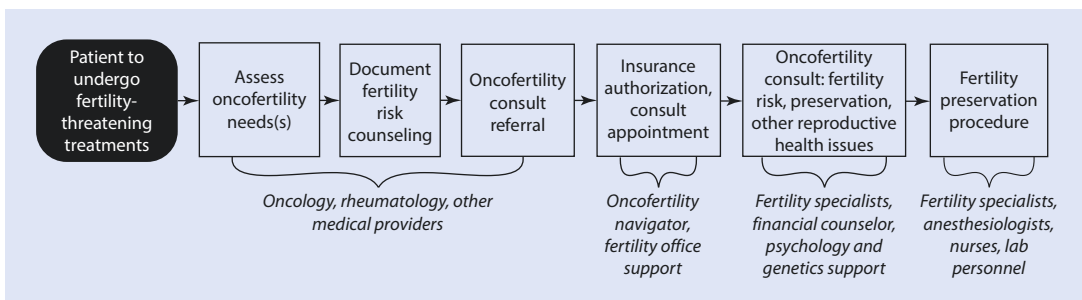 Patient to
undergo
fertility-
threatening
treatments
Assess
oncofertility
needs(s)
Document
fertility
risk
counseling
Oncofertility
consult
referral
Insurance
authorization,
consult
appointment
Oncofertility
consult: fertility
risk, preservation,
other reproductive
health issues
Fertility
preservation
procedure
Oncology, rheumatology, other
medical providers
Oncofertility
navigator,
fertility office
support
Fertility specialists,
financial counselor,
psychology and
genetics support
Fertility specialists,
anesthesiologists,
nurses, lab
personnel